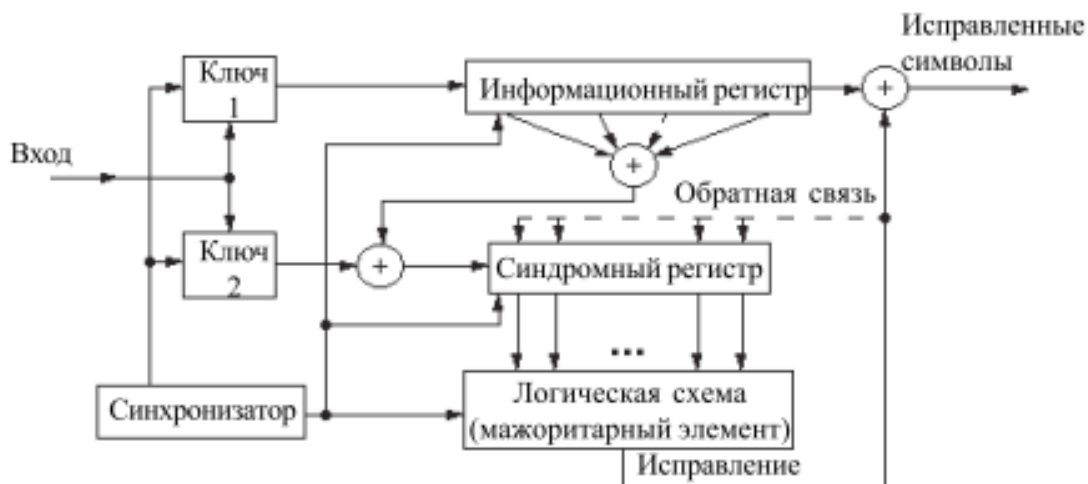 Исправленные
символы
Ключ
1
Информационный регистр
+
Вход
+
Обратная связь
Ключ
2
+
Синдромный регистр
...
Синхронизатор
Логическая схема
(мажоритарный элемент)
Исправление